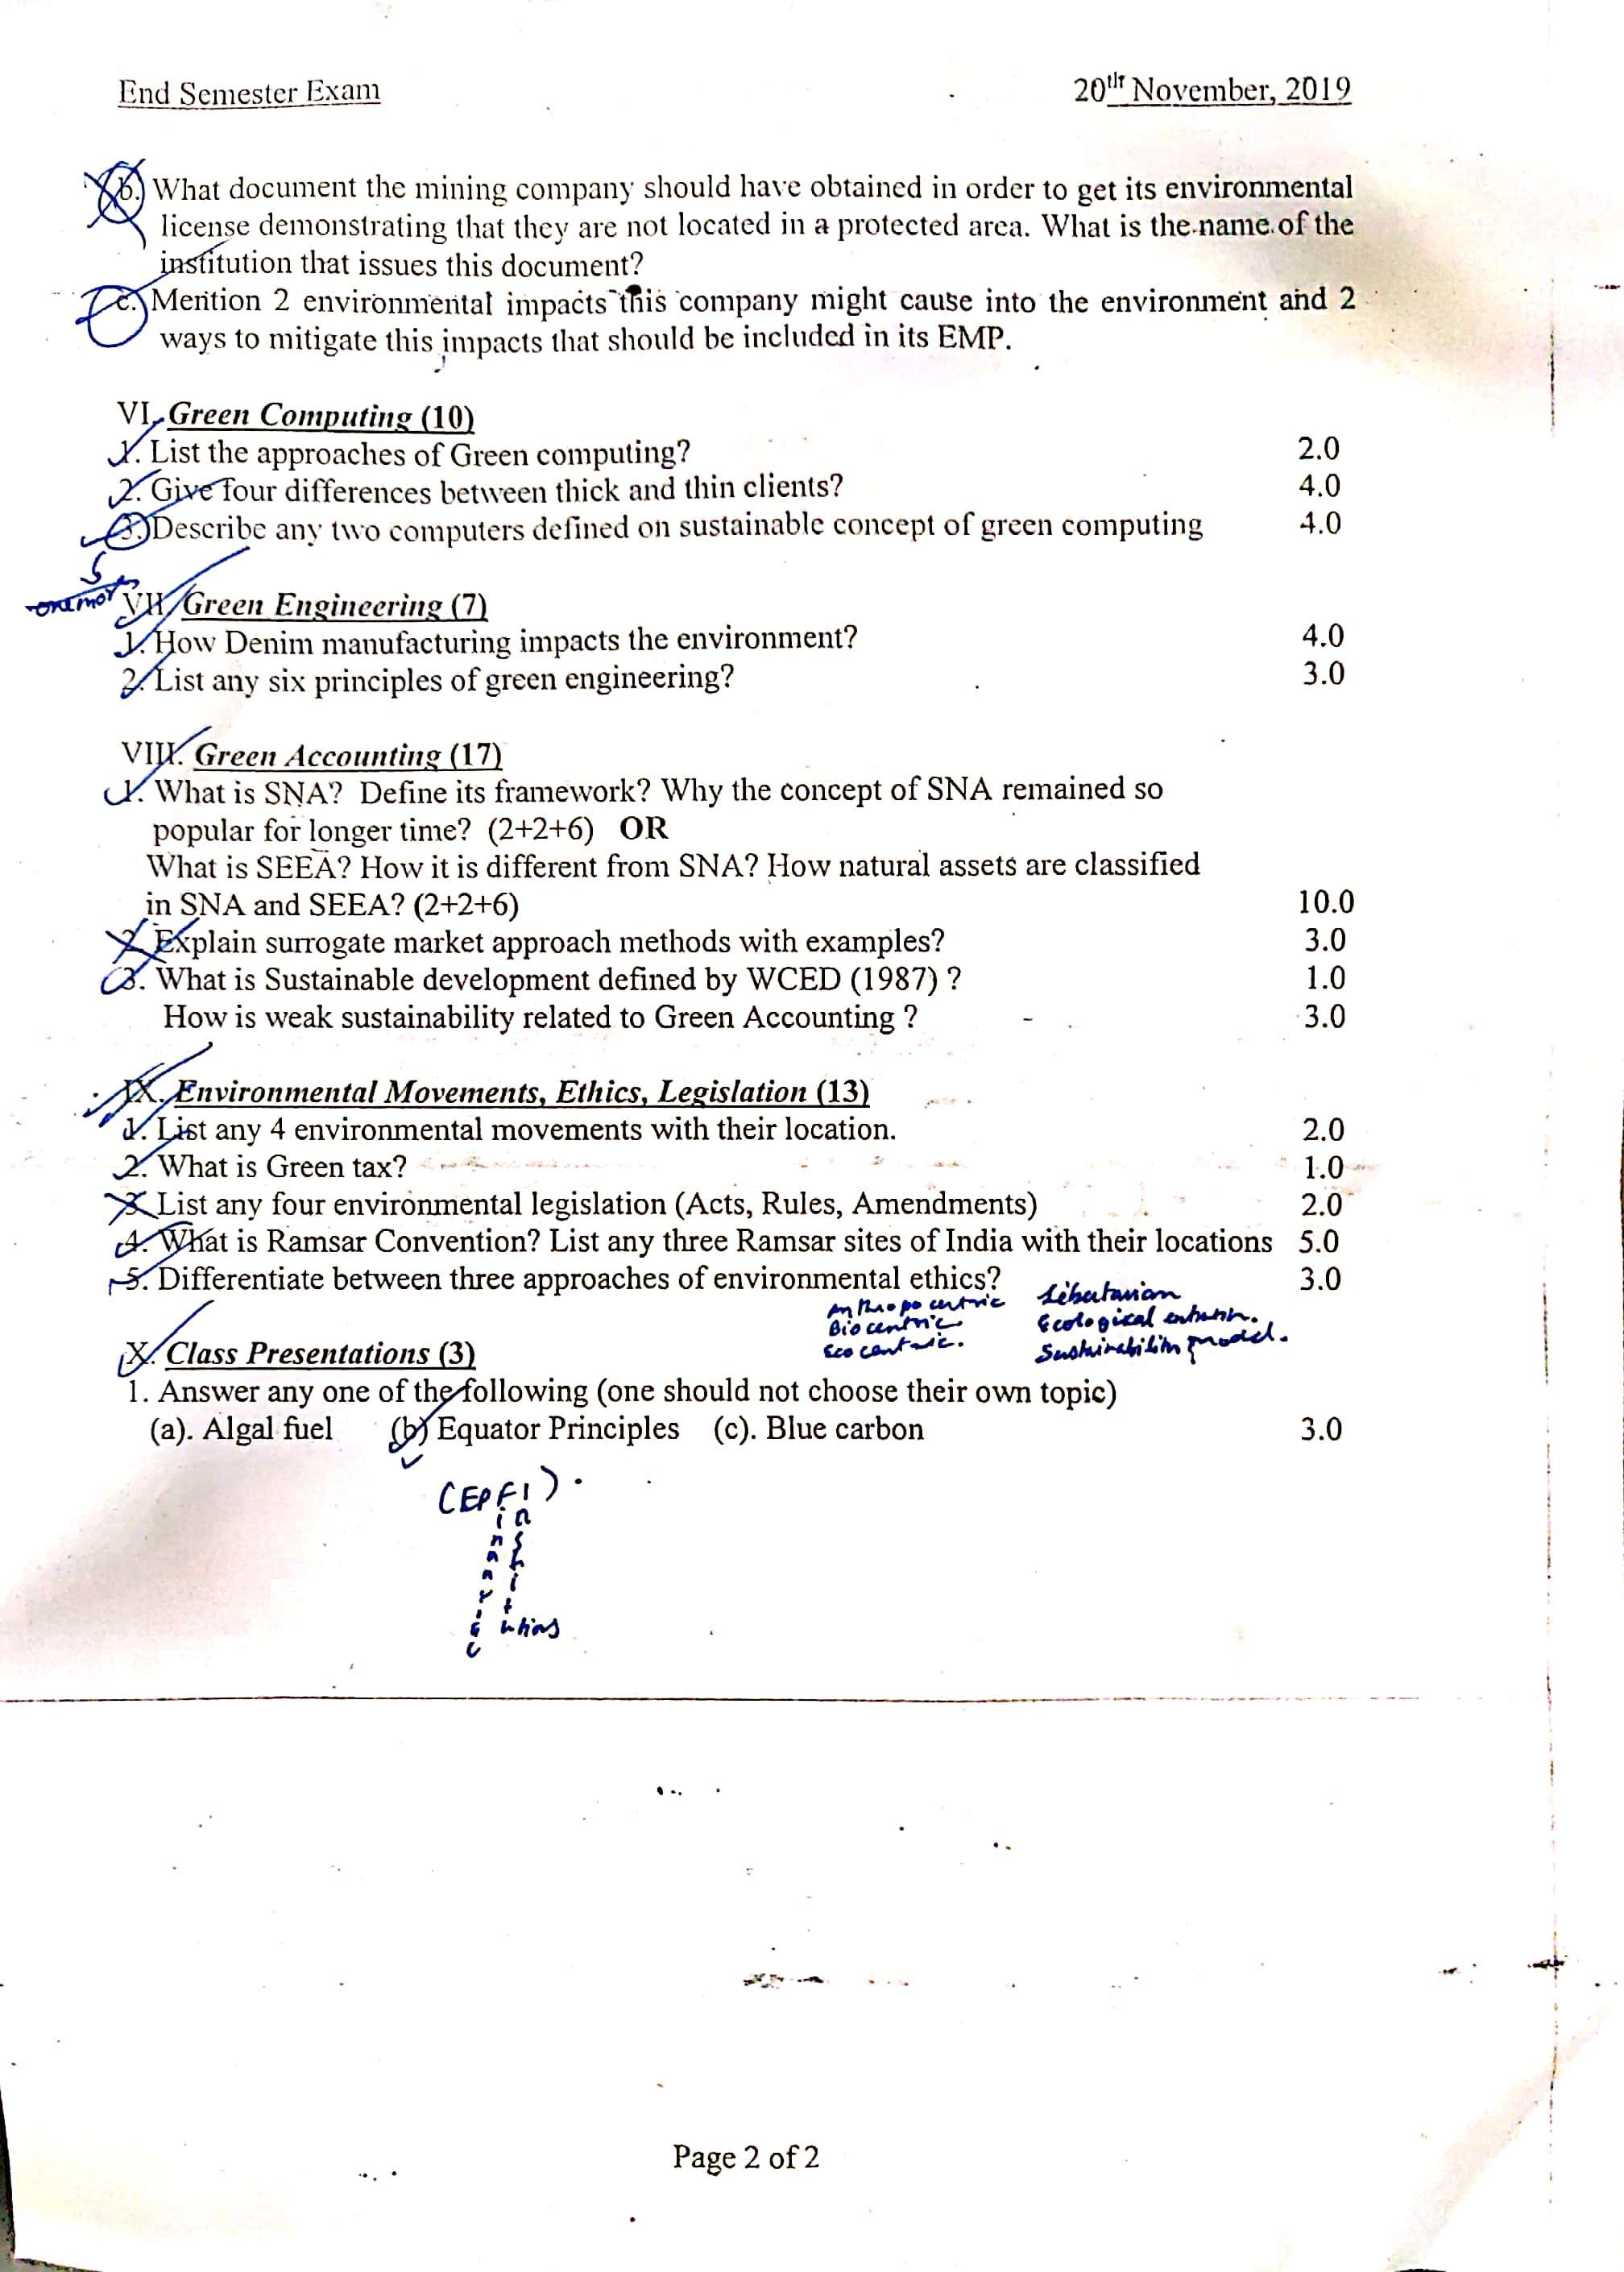 End Semester Exam 20th November, 2019
b. What document the mining company should have obtained in order to get its environmental
license demonstrating that they are not located in a protected area. What is the name of the
institution that issues this document?
c. Mention 2 environmental impacts this company might cause into the environment and 2
ways to mitigate this impacts that should be included in its EMP.
VI. Green Computing (10)
1. List the approaches of Green computing? 2.0
2. Give four differences between thick and thin clients? 4.0
3. Describe any two computers defined on sustainable concept of green computing 4.0
VII. Green Engineering (7)
1. How Denim manufacturing impacts the environment? 4.0
2. List any six principles of green engineering? 3.0
VIII. Green Accounting (17)
1. What is SNA? Define its framework? Why the concept of SNA remained so
popular for longer time? (2+2+6) OR
What is SEEA? How it is different from SNA? How natural assets are classified
in SNA and SEEA? (2+2+6) 10.0
2. Explain surrogate market approach methods with examples? 3.0
3. What is Sustainable development defined by WCED (1987) ? 1.0
How is weak sustainability related to Green Accounting ? 3.0
IX. Environmental Movements, Ethics, Legislation (13)
1. List any 4 environmental movements with their location. 2.0
2. What is Green tax? 1.0
3. List any four environmental legislation (Acts, Rules, Amendments) 2.0
4. What is Ramsar Convention? List any three Ramsar sites of India with their locations 5.0
5. Differentiate between three approaches of environmental ethics? 3.0
Anthropocentric Libertarian
Biocentric Ecological
Ecocentric. Sustainability model.
X. Class Presentations (3)
1. Answer any one of the following (one should not choose their own topic)
(a). Algal fuel (b) Equator Principles (c). Blue carbon 3.0
(EPFI).
Page 2 of 2